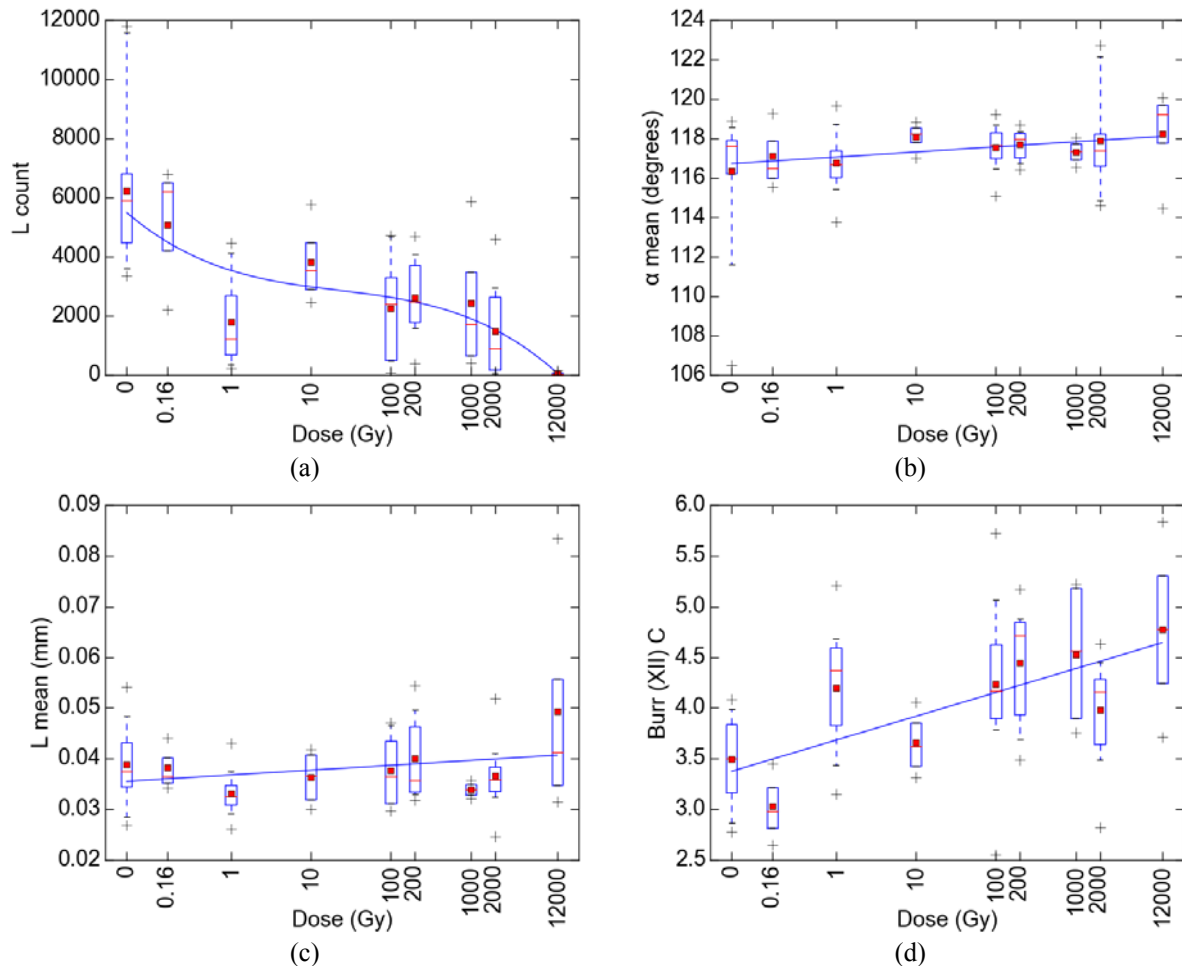 12000
10000
8000
6000
4000
2000
0
L count
0 0.16 1 10 100 200 1000 2000 12000
Dose (Gy)
(a)
124
122
120
118
116
114
112
110
108
106
α mean (degrees)
0 0.16 1 10 100 200 1000 2000 12000
Dose (Gy)
(b)
0.09
0.08
0.07
0.06
0.05
0.04
0.03
0.02
L mean (mm)
0 0.16 1 10 100 200 1000 2000 12000
Dose (Gy)
(c)
6.0
5.5
5.0
4.5
4.0
3.5
3.0
2.5
Burr (XII) C
0 0.16 1 10 100 200 1000 2000 12000
Dose (Gy)
(d)